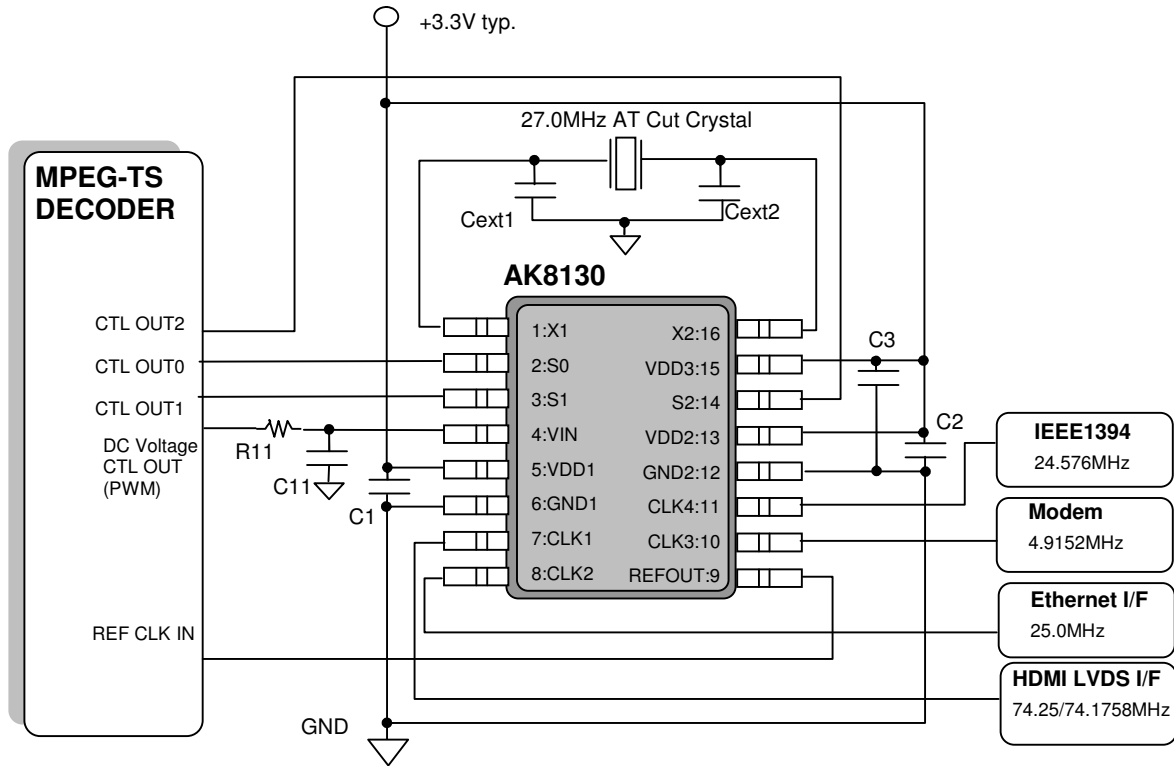 +3.3V typ.
27.0MHz AT Cut Crystal
MPEG-TS
DECODER
Cext1
Cext2
AK8130
CTL OUT2
CTL OUT0
CTL OUT1
DC Voltage
CTL OUT
(PWM)
REF CLK IN
R11
C11
C1
1:X1
2:S0
3:S1
4:VIN
5:VDD1
6:GND1
7:CLK1
8:CLK2
X2:16
VDD3:15
S2:14
VDD2:13
GND2:12
CLK4:11
CLK3:10
REFOUT:9
C3
C2
IEEE1394
24.576MHz
Modem
4.9152MHz
Ethernet I/F
25.0MHz
HDMI LVDS I/F
74.25/74.1758MHz
GND